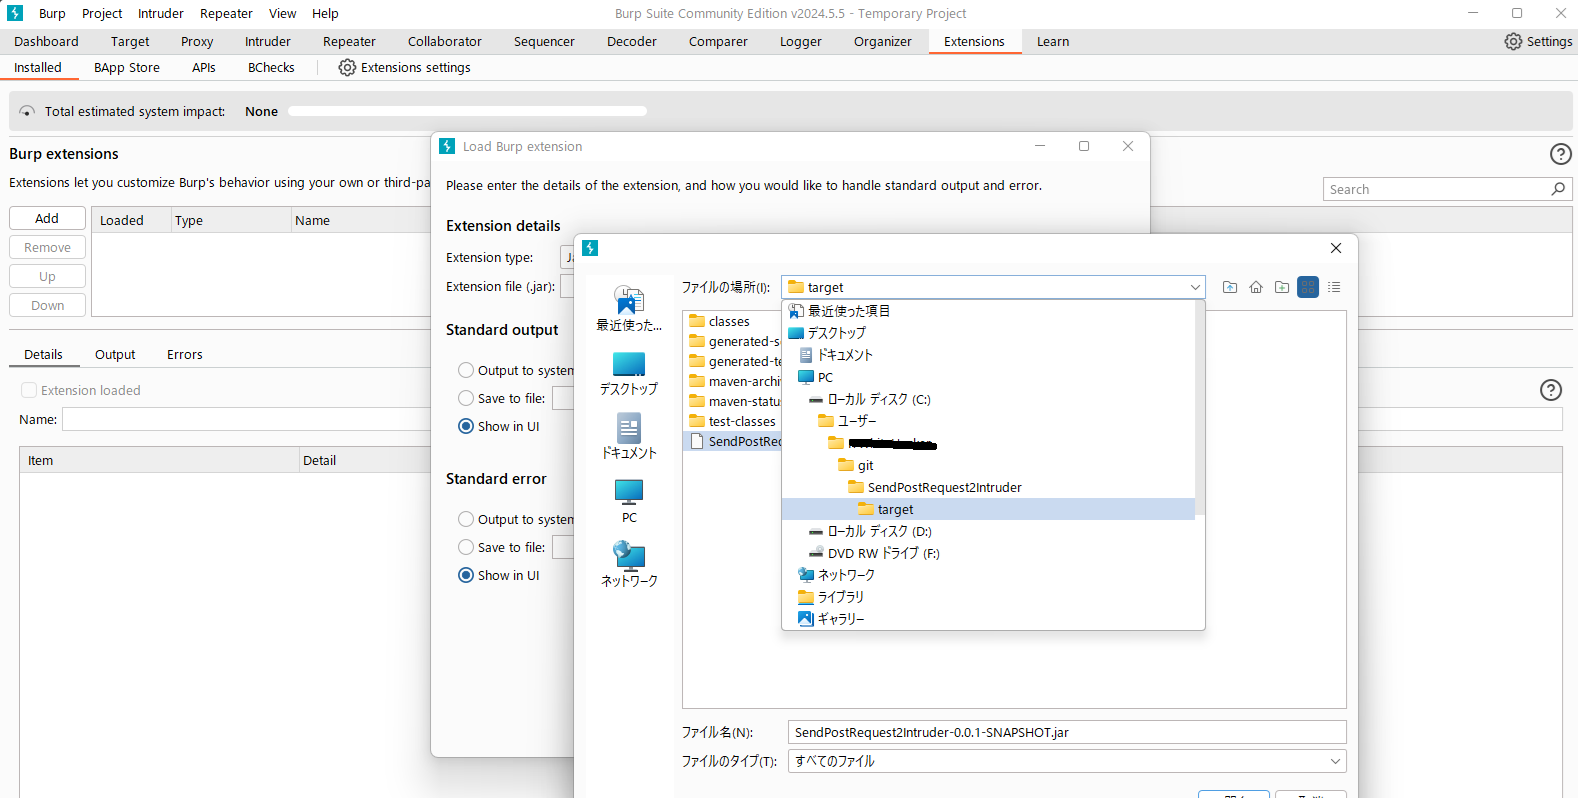 Burp Project Intruder Repeater View Help Burp Suite Community Edition v2024.5.5 - Temporary Project
Dashboard Target Proxy Intruder Repeater Collaborator Sequencer Decoder Comparer Logger Organizer Extensions Learn Settings
Installed BApp Store APIs BChecks Extensions settings
Total estimated system impact: None
Burp extensions
Extensions let you customize Burp's behavior using your own or third-pa
Search
Add
Remove
Up
Down
Loaded Type Name
Details Output Errors
Extension loaded
Name:
Item Detail
Load Burp extension
Please enter the details of the extension, and how you would like to handle standard output and error.
Extension details
Extension type:
Extension file (.jar):
Standard output
Output to system
Save to file:
Show in UI
Standard error
Output to system
Save to file:
Show in UI
ファイルの場所(I): target
最近使った...
デスクトップ
ドキュメント
PC
ネットワーク
classes
generated-s
generated-te
maven-archi
maven-statu
test-classes
SendPostRe
最近使った項目
デスクトップ
ドキュメント
PC
ローカル ディスク (C:)
ユーザー
git
SendPostRequest2Intruder
target
ローカル ディスク (D:)
DVD RW ドライブ (F:)
ネットワーク
ライブラリ
ギャラリー
ファイル名(N): SendPostRequest2Intruder-0.0.1-SNAPSHOT.jar
ファイルのタイプ(T): すべてのファイル